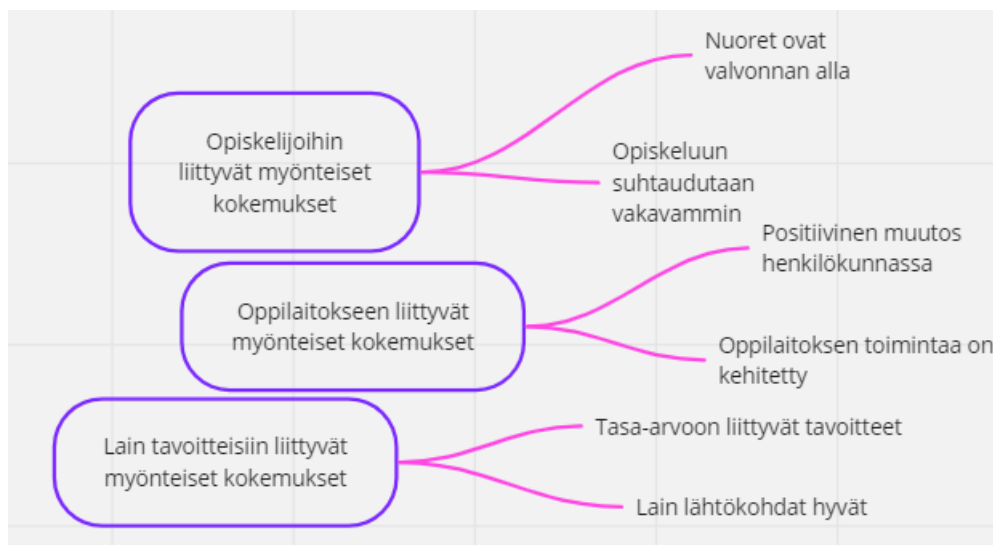 Nuoret ovat
valvonnan alla
Opiskelijoihin
liittyvät myönteiset
kokemukset
Opiskeluun
suhtaudutaan
vakavammin
Positiivinen muutos
henkilökunnassa
Oppilaitokseen liittyvät
myönteiset kokemukset
Oppilaitoksen toimintaa on
kehitetty
Lain tavoitteisiin liittyvät
myönteiset kokemukset
Tasa-arvoon liittyvät tavoitteet
Lain lähtökohdat hyvät